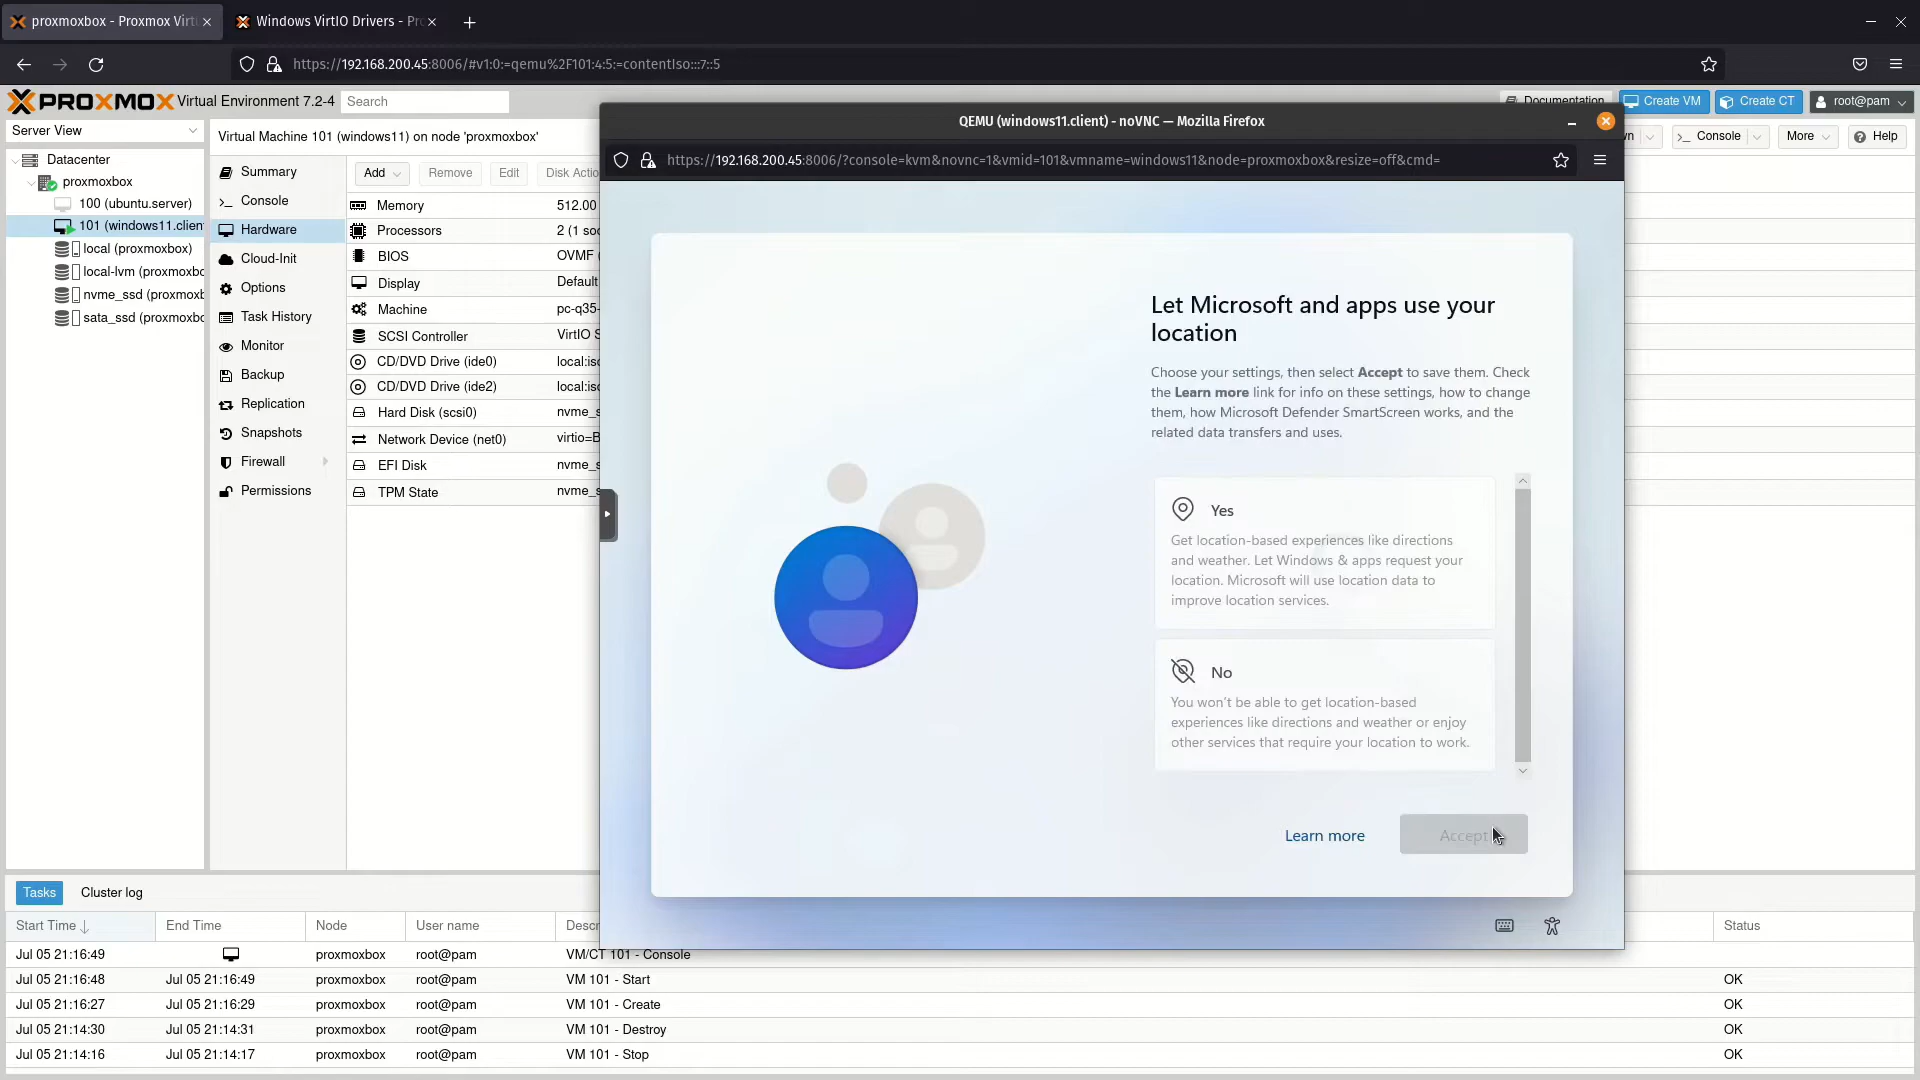 proxmoxbox - Proxmox Virt
Windows VirtIO Drivers - Pr
https://192.168.200.45:8006/#v1:0:=qemu%2F101:4:5:=contentIso:::7::5
PROXMOX Virtual Environment 7.2-4
Search
Documentation
Create VM
Create CT
root@pam
Server View
Datacenter
proxmoxbox
100 (ubuntu.server)
101 (windows11.clien
local (proxmoxbox)
local-lvm (proxmoxbo
nvme_ssd (proxmoxb
sata_ssd (proxmoxbo
Virtual Machine 101 (windows11) on node 'proxmoxbox'
wn
Console
More
Help
Summary
Console
Hardware
Cloud-Init
Options
Task History
Monitor
Backup
Replication
Snapshots
Firewall
Permissions
Add
Remove
Edit
Disk Actio
Memory 512.00
Processors 2 (1 soc
BIOS OVMF (
Display Default
Machine pc-q35-
SCSI Controller VirtIO S
CD/DVD Drive (ide0) local:iso
CD/DVD Drive (ide2) local:iso
Hard Disk (scsi0) nvme_s
Network Device (net0) virtio=B
EFI Disk nvme_s
TPM State nvme_s
QEMU (windows11.client) - noVNC — Mozilla Firefox
https://192.168.200.45:8006/?console=kvm&novnc=1&vmid=101&vmname=windows11&node=proxmoxbox&resize=off&cmd=
Let Microsoft and apps use your
location
Choose your settings, then select Accept to save them. Check
the Learn more link for info on these settings, how to change
them, how Microsoft Defender SmartScreen works, and the
related data transfers and uses.
Yes
Get location-based experiences like directions
and weather. Let Windows & apps request your
location. Microsoft will use location data to
improve location services.
No
You won't be able to get location-based
experiences like directions and weather or enjoy
other services that require your location to work.
Learn more
Accept
Tasks
Cluster log
Start Time End Time Node User name Descr Status
Jul 05 21:16:49 proxmoxbox root@pam VM/CT 101 - Console
Jul 05 21:16:48 Jul 05 21:16:49 proxmoxbox root@pam VM 101 - Start OK
Jul 05 21:16:27 Jul 05 21:16:29 proxmoxbox root@pam VM 101 - Create OK
Jul 05 21:14:30 Jul 05 21:14:31 proxmoxbox root@pam VM 101 - Destroy OK
Jul 05 21:14:16 Jul 05 21:14:17 proxmoxbox root@pam VM 101 - Stop OK